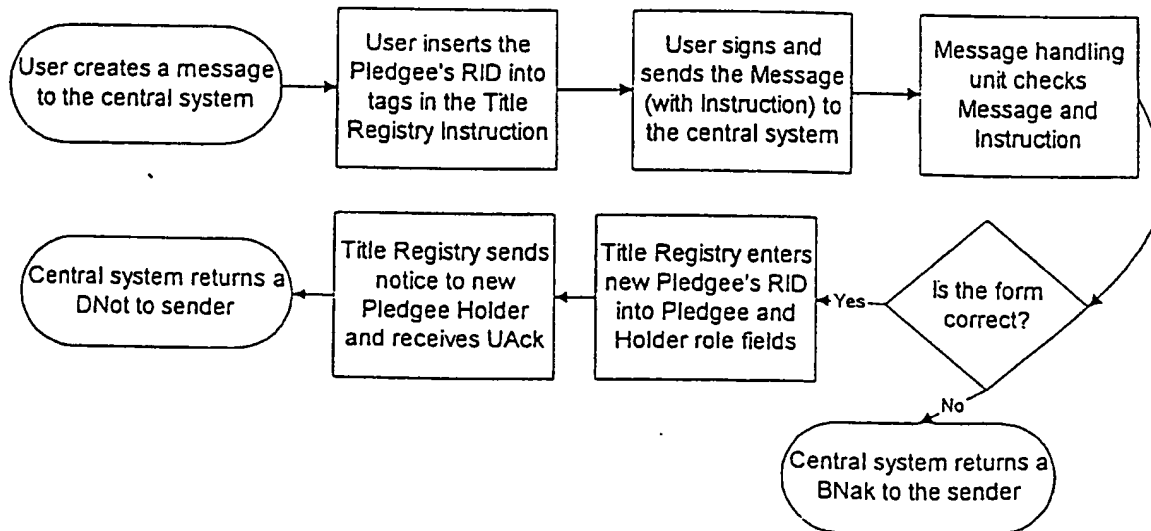 User creates a message
to the central system
User inserts the
Pledgee's RID into
tags in the Title
Registry Instruction
User signs and
sends the Message
(with Instruction) to
the central system
Message handling
unit checks
Message and
Instruction
Is the form
correct?
Yes
Title Registry enters
new Pledgee's RID
into Pledgee and
Holder role fields
Title Registry sends
notice to new
Pledgee Holder
and receives UAck
Central system returns a
DNot to sender
No
Central system returns a
BNak to the sender